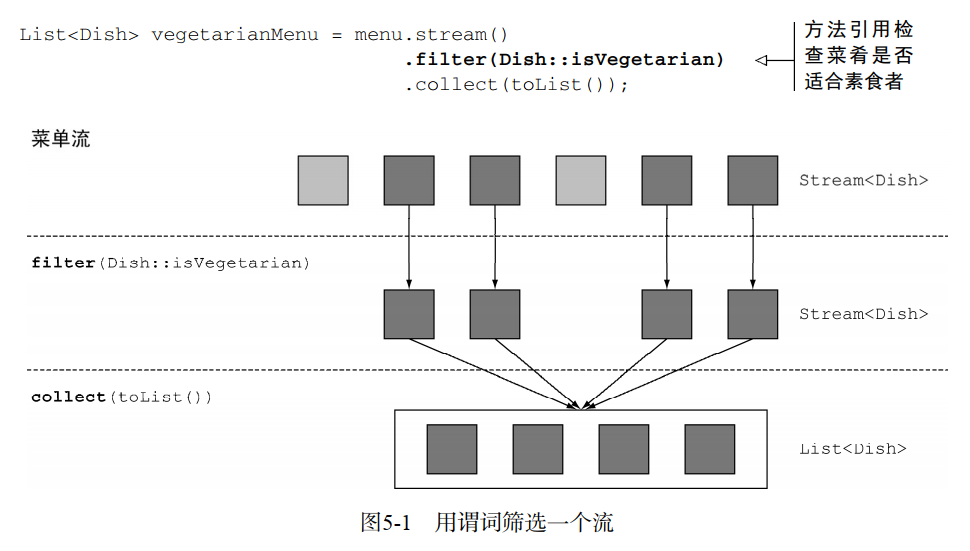 List<Dish> vegetarianMenu = menu.stream()
.filter(Dish::isVegetarian)
.collect(toList());
方法引用检
查菜肴是否
适合素食者
菜单流
Stream<Dish>
filter(Dish::isVegetarian)
Stream<Dish>
collect(toList())
List<Dish>
图5-1 用谓词筛选一个流